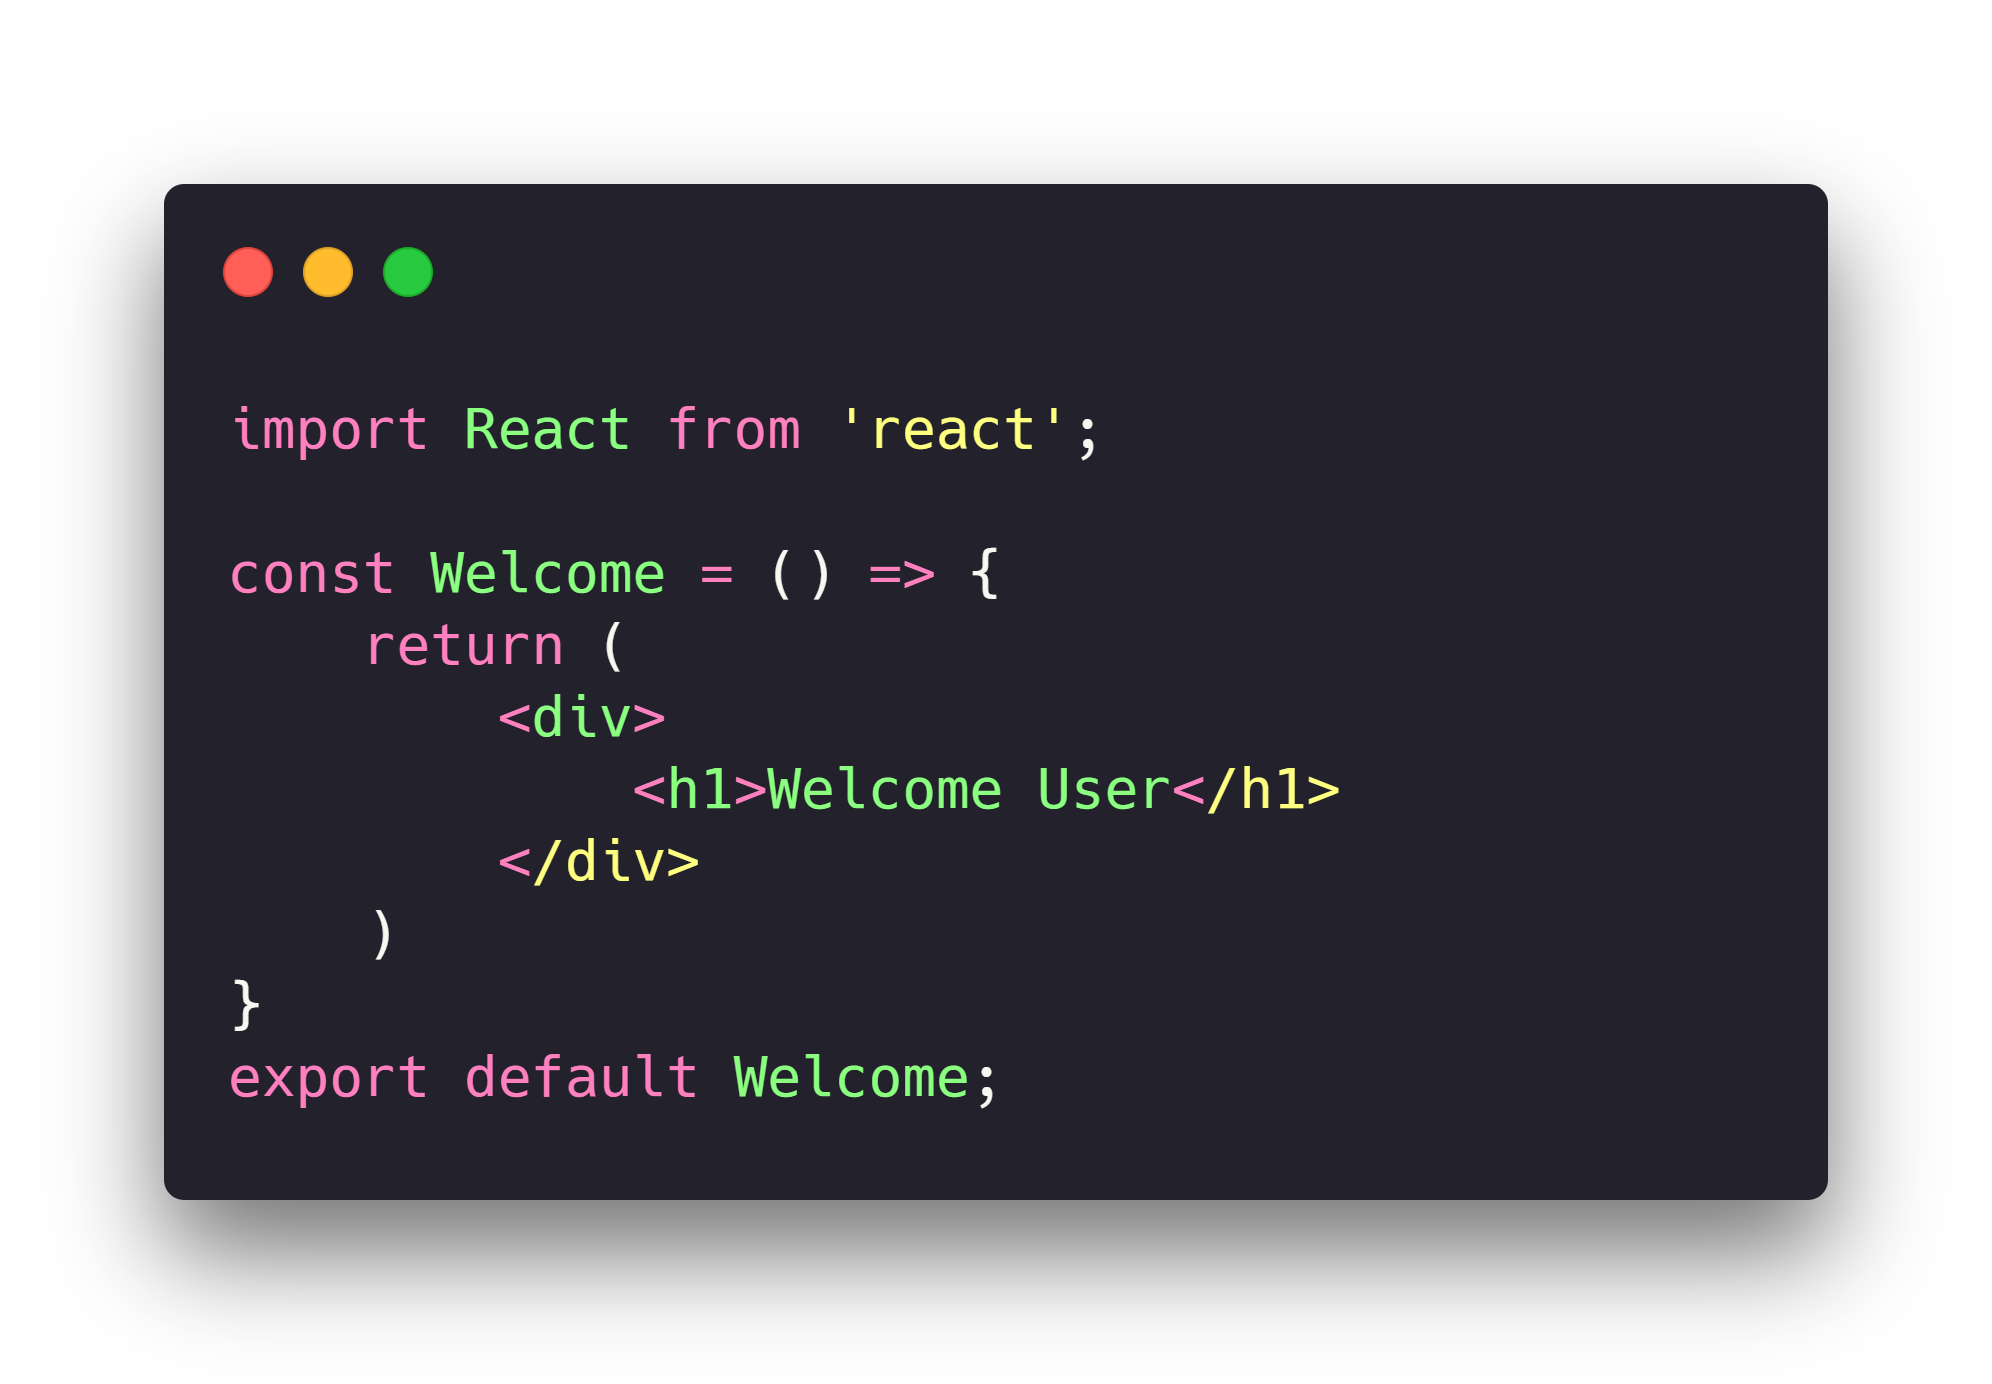 import React from 'react';

const Welcome = () => {
    return (
        <div>
            <h1>Welcome User</h1>
        </div>
    )
}
export default Welcome;